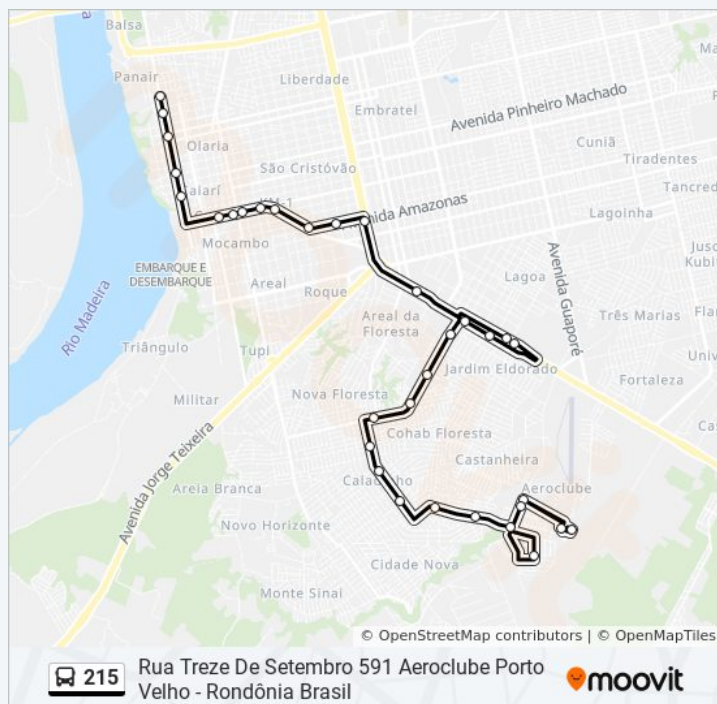 Balsa
Panair
Liberdade
Embratel
Avenida Pinheiro Machado
Olaria
Cuniã
São Cristóvão
Tiradentes
Caiarí
Tancred
KM-1
Avenida Amazonas
Lagoinha
Mocambo
EMBARQUE E
DESEMBARQUE
Areal
Roque
Lagoa
Avenida Guaporé
Rio Madeira
Areal da
Floresta
Três Marias
Triângulo
Tupi
Jardim Eldorado
Militar
Nova Floresta
Fortaleza
Cohab Floresta
Castanheira
Avenida Jorge Teixeira
Areia Branca
Aeroclube
Novo Horizonte
Cidade Nova
Monte Sinai
© OpenStreetMap contributors | © OpenMapTiles
215
Rua Treze De Setembro 591 Aeroclube Porto
Velho - Rondônia Brasil
moovit